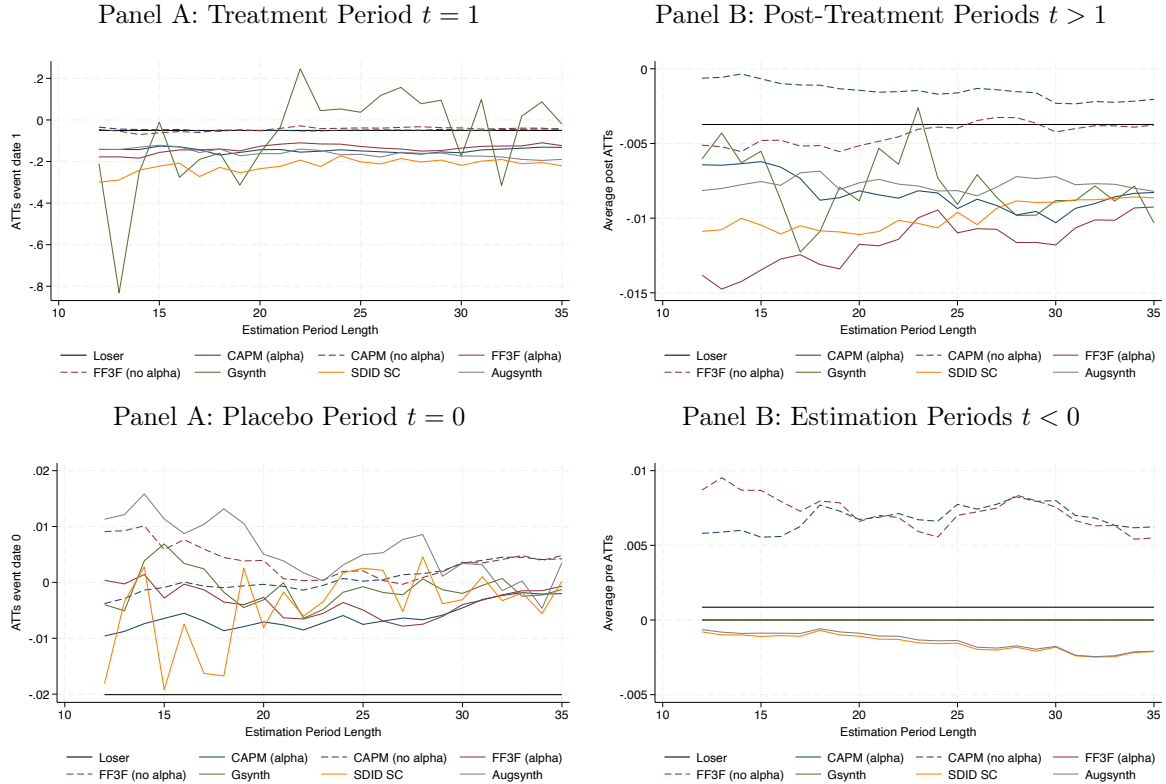 Panel A: Treatment Period t = 1
.2
0
-.2
-.4
-.6
-.8
ATTs event date 1
10 15 20 25 30 35
Estimation Period Length
Loser CAPM (alpha) CAPM (no alpha) FF3F (alpha)
FF3F (no alpha) Gsynth SDID SC Augsynth
Panel B: Post-Treatment Periods t > 1
0
-.005
-.01
-.015
Average post ATTs
10 15 20 25 30 35
Estimation Period Length
Loser CAPM (alpha) CAPM (no alpha) FF3F (alpha)
FF3F (no alpha) Gsynth SDID SC Augsynth
Panel A: Placebo Period t = 0
.02
.01
0
-.01
-.02
ATTs event date 0
10 15 20 25 30 35
Estimation Period Length
Loser CAPM (alpha) CAPM (no alpha) FF3F (alpha)
FF3F (no alpha) Gsynth SDID SC Augsynth
Panel B: Estimation Periods t < 0
.01
.005
0
-.005
Average pre ATTs
10 15 20 25 30 35
Estimation Period Length
Loser CAPM (alpha) CAPM (no alpha) FF3F (alpha)
FF3F (no alpha) Gsynth SDID SC Augsynth